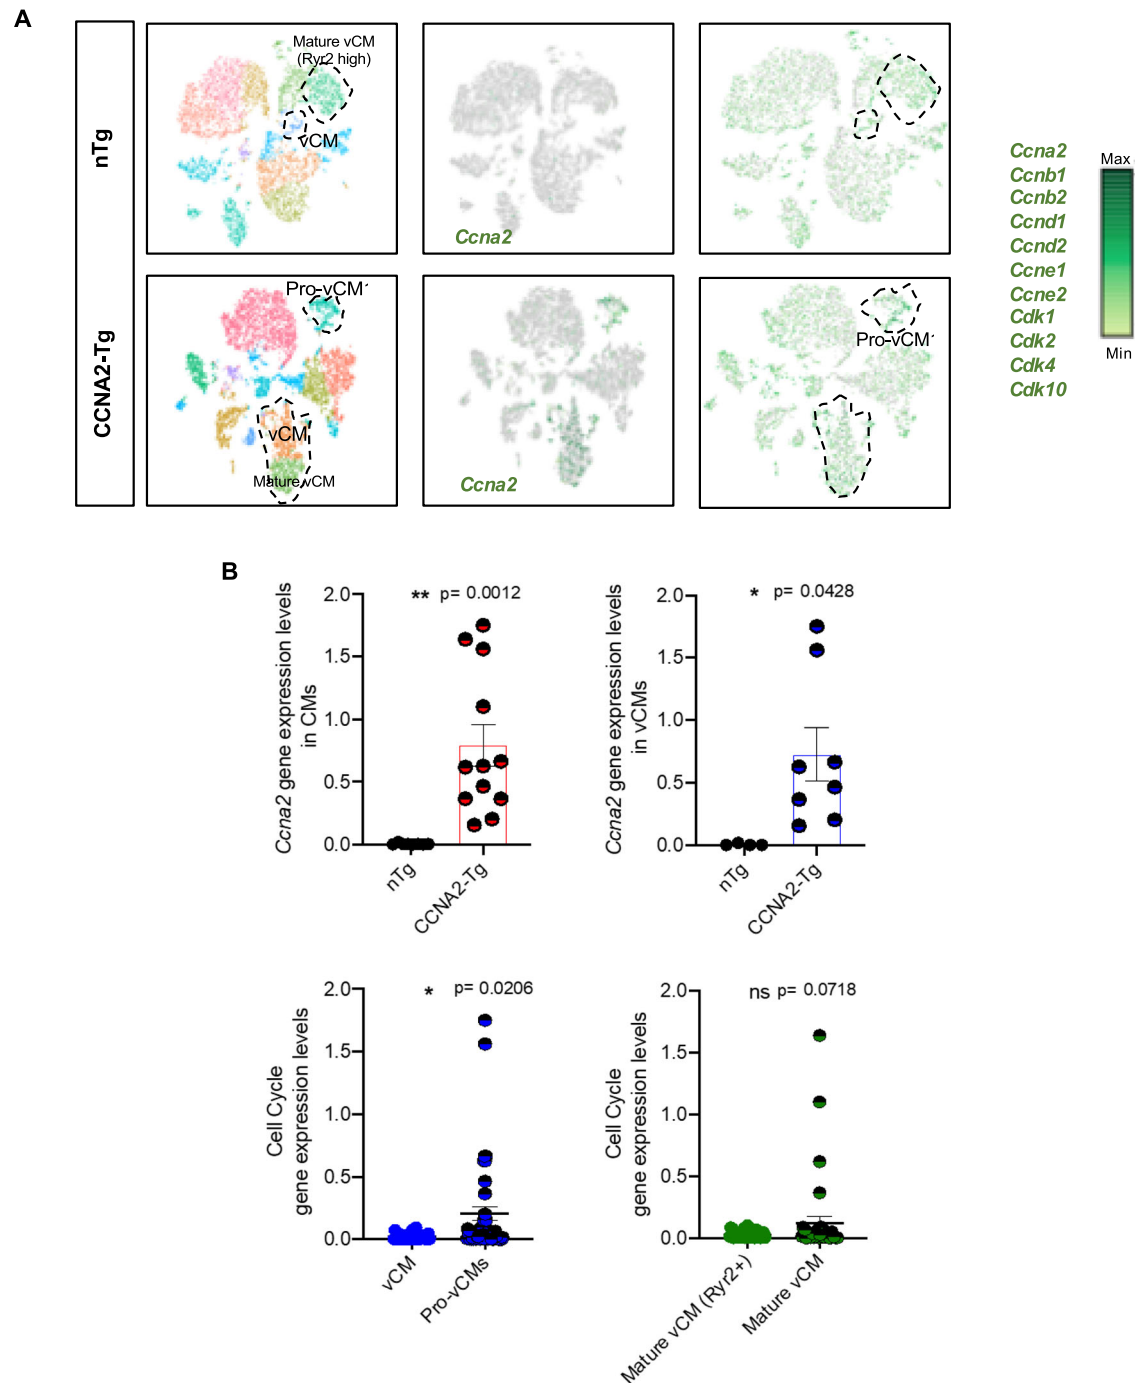 A
nTg
Mature vCM
(Ryr2 high)
vCM
Ccna2
CCNA2-Tg
Pro-vCM
vCM
Mature vCM
Ccna2
Pro-vCM
Ccna2
Ccnb1
Ccnb2
Ccnd1
Ccnd2
Ccne1
Ccne2
Cdk1
Cdk2
Cdk4
Cdk10
Max
Min
B
Ccna2 gene expression levels
in CMs
2.0
1.5
1.0
0.5
0.0
** p= 0.0012
nTg
CCNA2-Tg
Ccna2 gene expression levels
in vCMs
2.0
1.5
1.0
0.5
0.0
* p= 0.0428
nTg
CCNA2-Tg
Cell Cycle
gene expression levels
2.0
1.5
1.0
0.5
0.0
* p= 0.0206
vCM
Pro-vCMs
Cell Cycle
gene expression levels
2.0
1.5
1.0
0.5
0.0
ns p= 0.0718
Mature vCM (Ryr2+)
Mature vCM